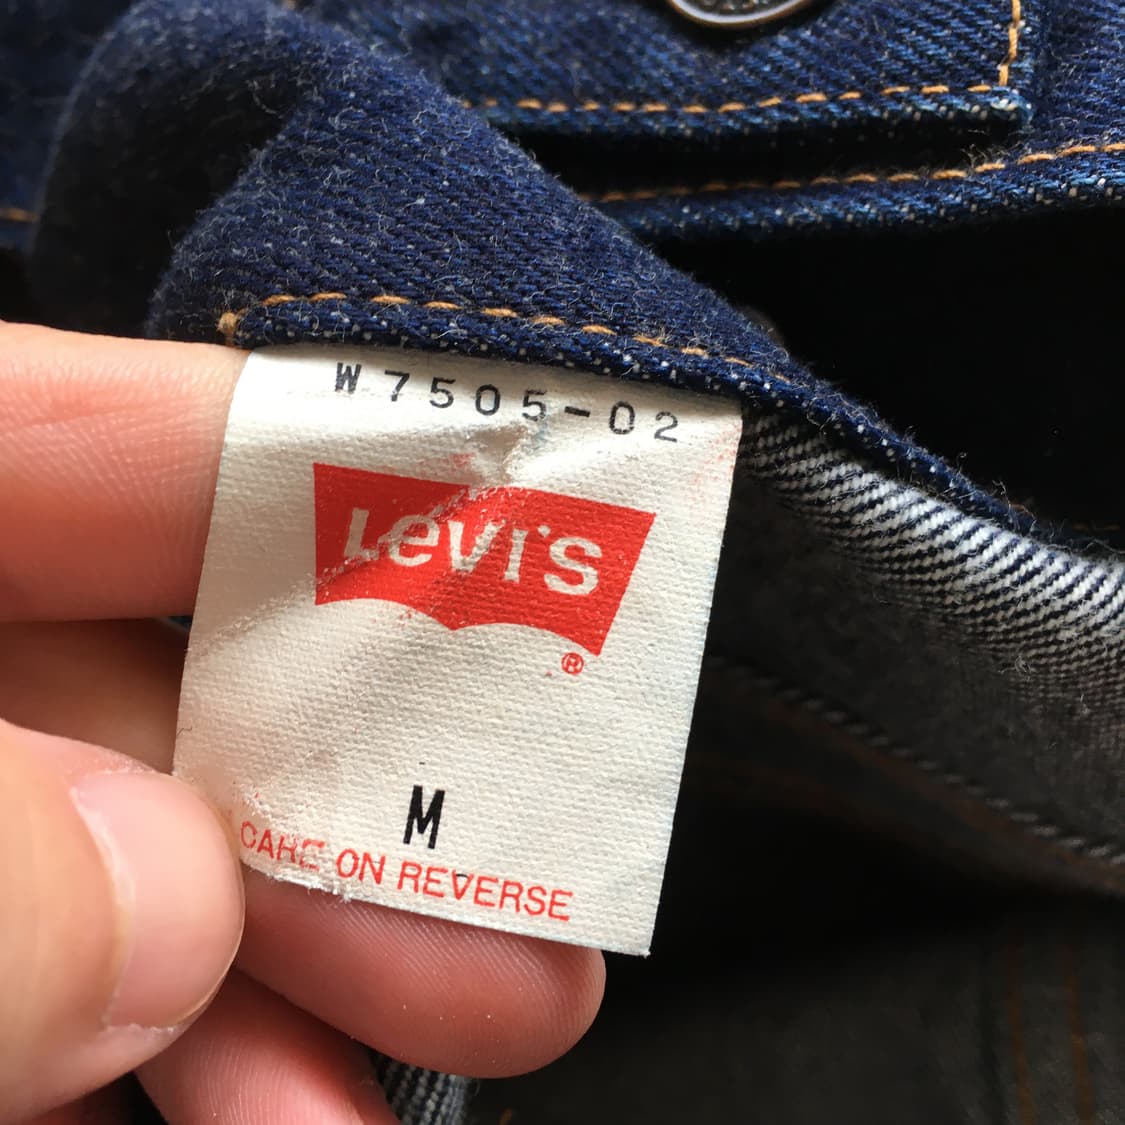 W7505-02
Levi's
®
M
CARE ON REVERSE